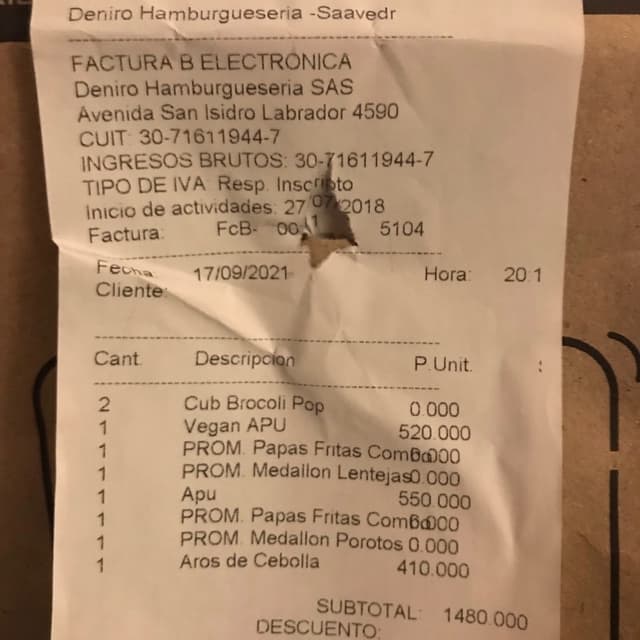 Deniro Hamburgueseria -Saavedr
FACTURA B ELECTRONICA
Deniro Hamburgueseria SAS
Avenida San Isidro Labrador 4590
CUIT: 30-71611944-7
INGRESOS BRUTOS: 30-71611944-7
TIPO DE IVA Resp. Inscripto
Inicio de actividades: 27/07/2018
Factura: FcB- 5104
Fecha: 17/09/2021 Hora: 20:1
Cliente:
Cant. Descripcion P.Unit.
2 Cub Brocoli Pop 0.000
1 Vegan APU 520.000
1 PROM. Papas Fritas Combo 0.000
1 PROM. Medallon Lentejas 0.000
1 Apu 550.000
1 PROM. Papas Fritas Combo 0.000
1 PROM. Medallon Porotos 0.000
1 Aros de Cebolla 410.000
SUBTOTAL: 1480.000
DESCUENTO: